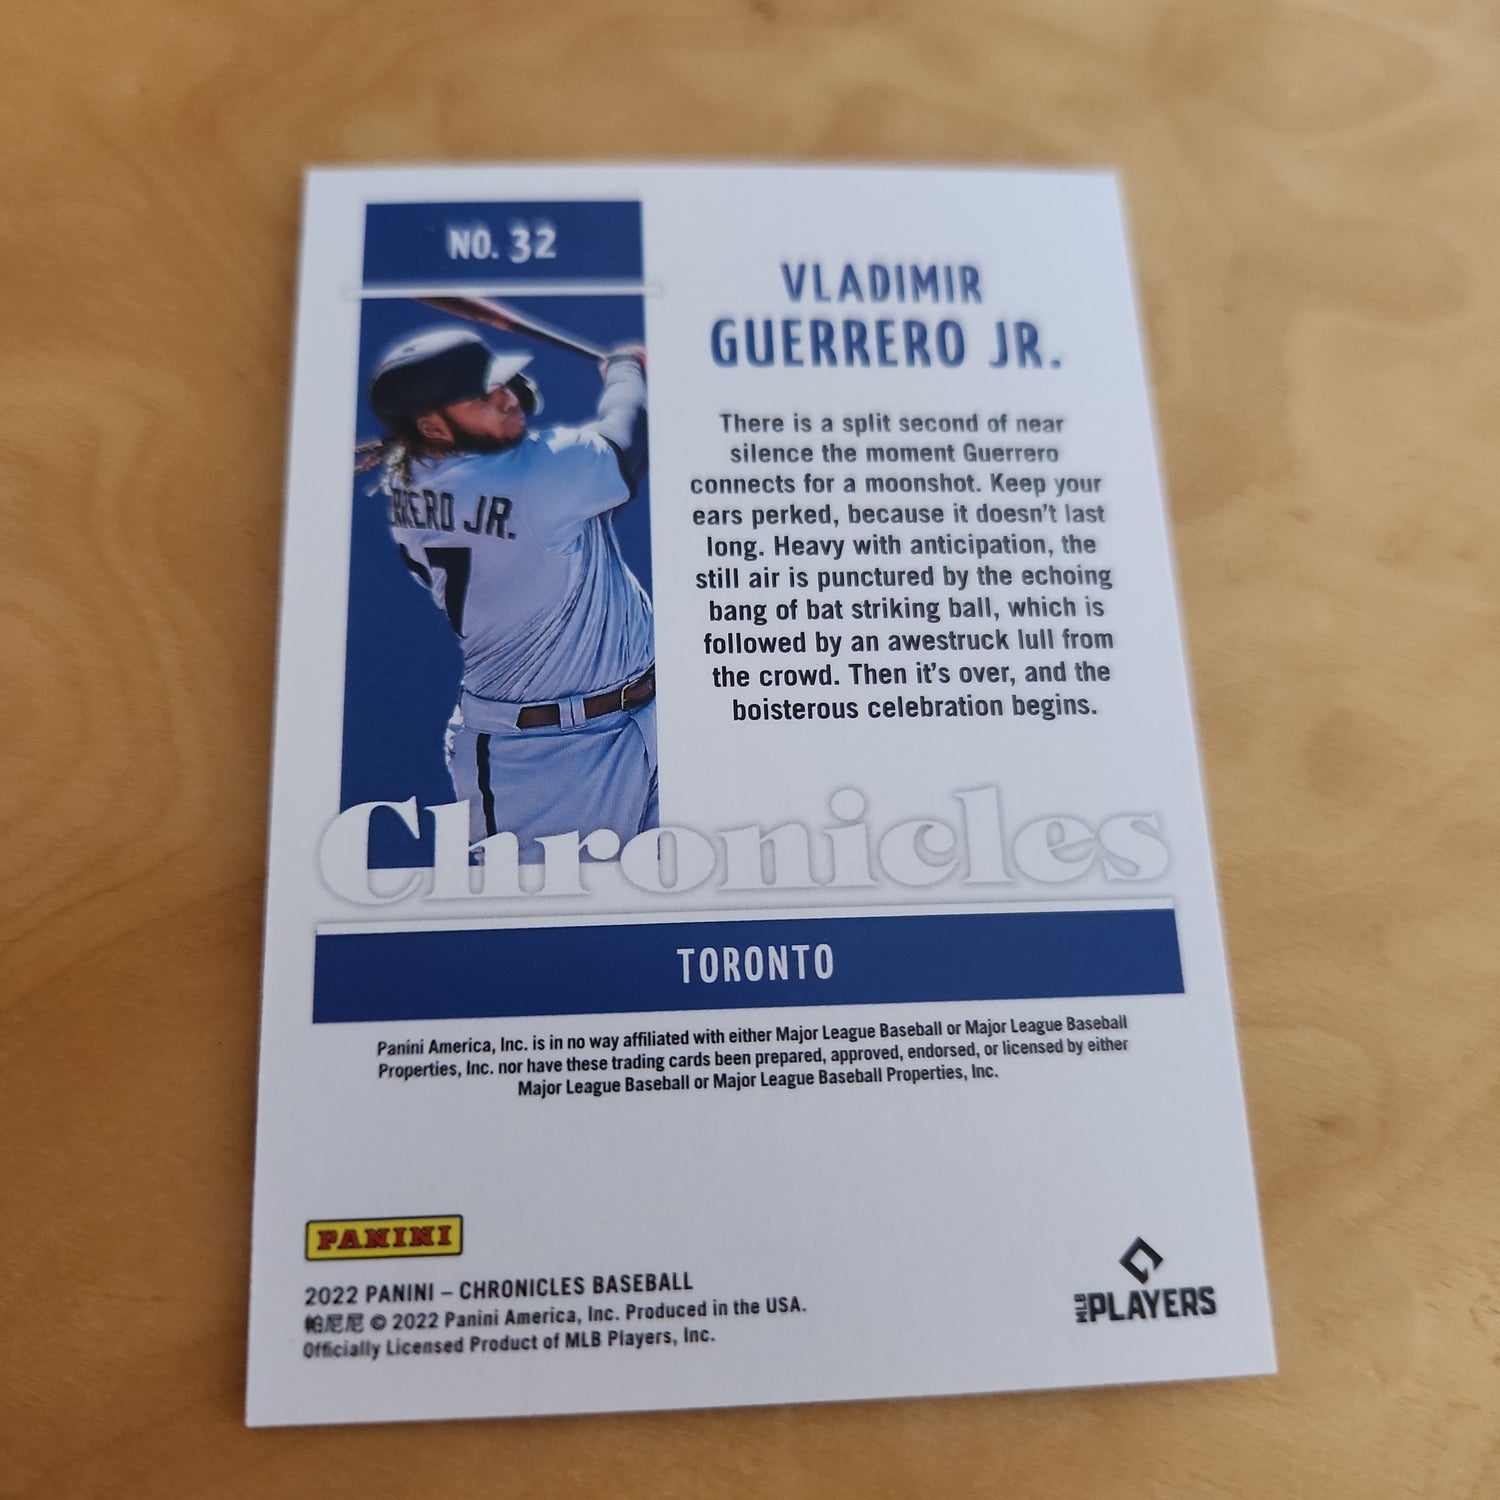 NO. 32
VLADIMIR
GUERRERO JR.
There is a split second of near
silence the moment Guerrero
connects for a moonshot. Keep your
ears perked, because it doesn't last
long. Heavy with anticipation, the
still air is punctured by the echoing
bang of bat striking ball, which is
followed by an awestruck lull from
the crowd. Then it's over, and the
boisterous celebration begins.
RRERO JR.
7
Chronicles
TORONTO
Panini America, Inc. is in no way affiliated with either Major League Baseball or Major League Baseball
Properties, Inc. nor have these trading cards been prepared, approved, endorsed, or licensed by either
Major League Baseball or Major League Baseball Properties, Inc.
PANINI
2022 PANINI – CHRONICLES BASEBALL
帕尼尼 © 2022 Panini America, Inc. Produced in the USA.
Officially Licensed Product of MLB Players, Inc.
MLB PLAYERS